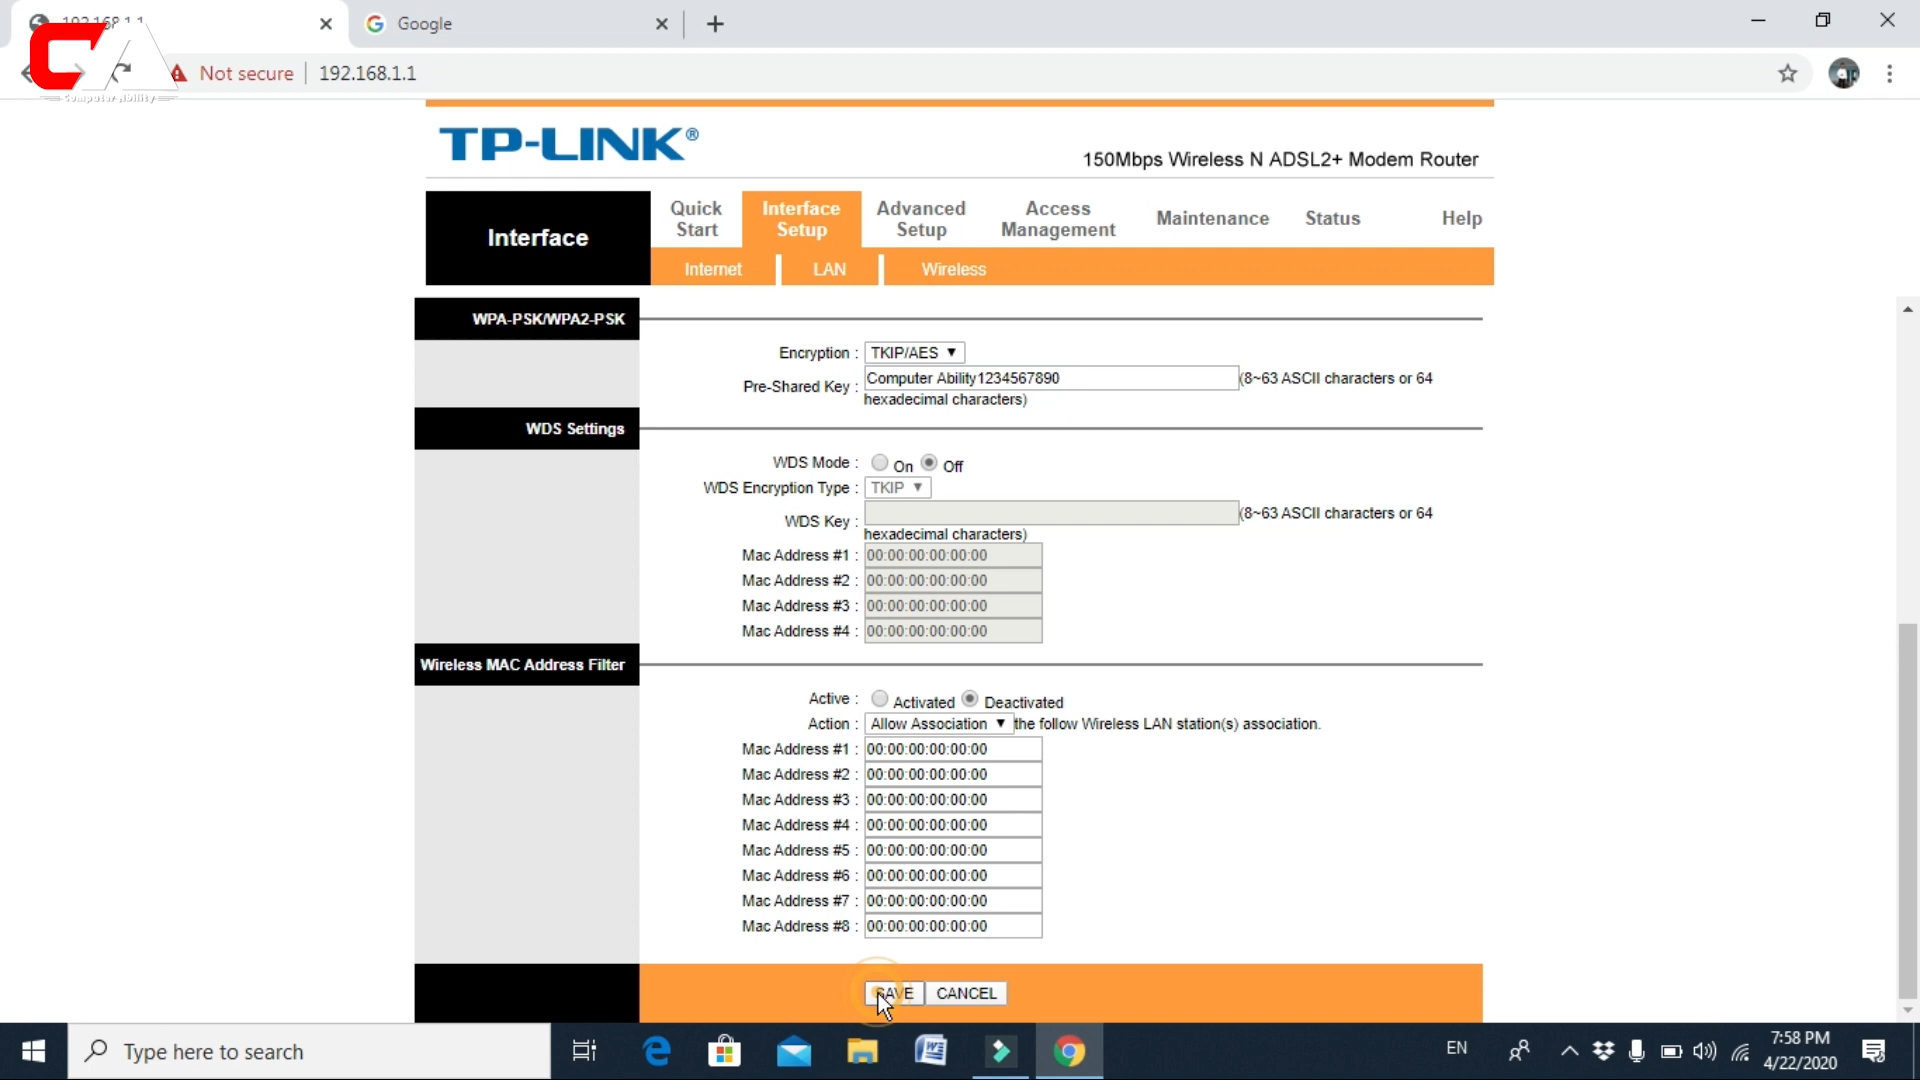 192.168.1.1
Google
CA
Computer Ability
Not secure
192.168.1.1
TP-LINK®
150Mbps Wireless N ADSL2+ Modem Router
Interface
Quick Start
Interface Setup
Advanced Setup
Access Management
Maintenance
Status
Help
Internet
LAN
Wireless
WPA-PSK/WPA2-PSK
Encryption : TKIP/AES
Pre-Shared Key : Computer Ability1234567890 (8~63 ASCII characters or 64
hexadecimal characters)
WDS Settings
WDS Mode : On Off
WDS Encryption Type : TKIP
WDS Key : (8~63 ASCII characters or 64
hexadecimal characters)
Mac Address #1 : 00:00:00:00:00:00
Mac Address #2 : 00:00:00:00:00:00
Mac Address #3 : 00:00:00:00:00:00
Mac Address #4 : 00:00:00:00:00:00
Wireless MAC Address Filter
Active : Activated Deactivated
Action : Allow Association the follow Wireless LAN station(s) association.
Mac Address #1 : 00:00:00:00:00:00
Mac Address #2 : 00:00:00:00:00:00
Mac Address #3 : 00:00:00:00:00:00
Mac Address #4 : 00:00:00:00:00:00
Mac Address #5 : 00:00:00:00:00:00
Mac Address #6 : 00:00:00:00:00:00
Mac Address #7 : 00:00:00:00:00:00
Mac Address #8 : 00:00:00:00:00:00
SAVE CANCEL
Type here to search
EN
7:58 PM
4/22/2020